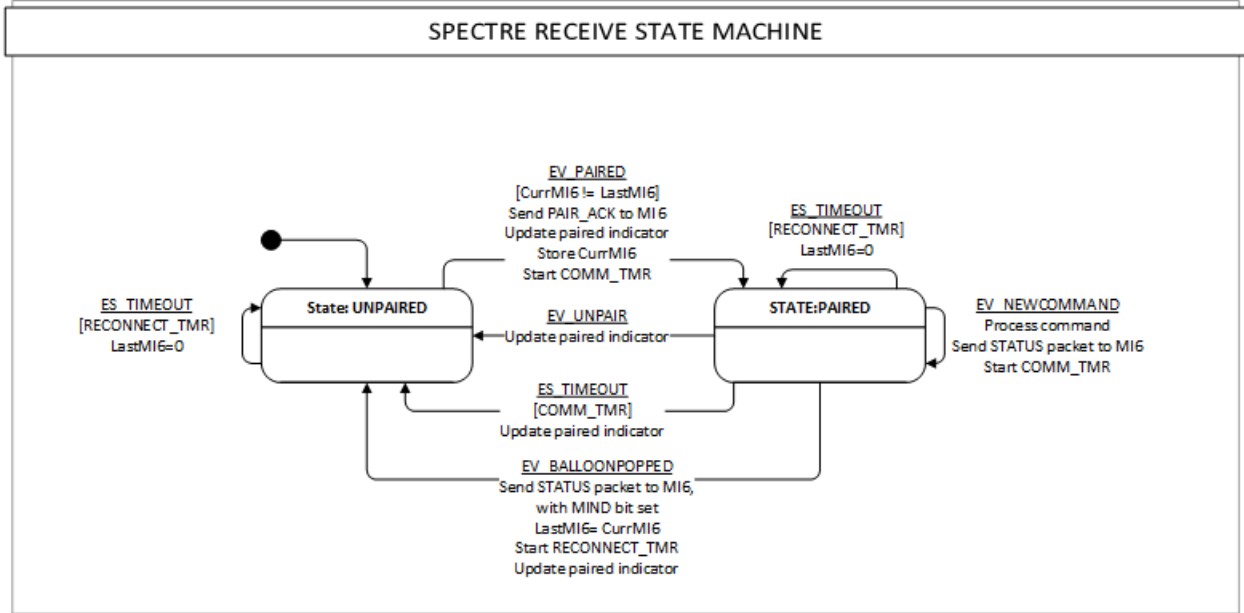 SPECTRE RECEIVE STATE MACHINE
EV_PAIRED
[CurrMI6 != LastMI6]
Send PAIR_ACK to MI6
Update paired indicator
Store CurrMI6
Start COMM_TMR
ES_TIMEOUT
[RECONNECT_TMR]
LastMI6=0
ES_TIMEOUT
[RECONNECT_TMR]
LastMI6=0
State: UNPAIRED
EV_UNPAIR
Update paired indicator
STATE:PAIRED
EV_NEWCOMMAND
Process command
Send STATUS packet to MI6
Start COMM_TMR
ES_TIMEOUT
[COMM_TMR]
Update paired indicator
EV_BALLOONPOPPED
Send STATUS packet to MI6,
with MIND bit set
LastMI6= CurrMI6
Start RECONNECT_TMR
Update paired indicator